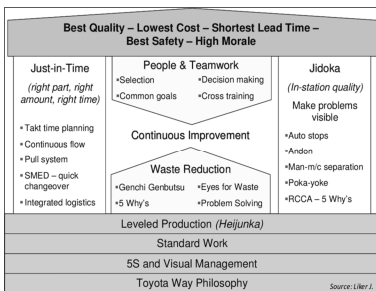 Best Quality – Lowest Cost – Shortest Lead Time –
Best Safety – High Morale
Just-in-Time
(right part, right
amount, right time)
▪Takt time planning
▪Continuous flow
▪Pull system
▪SMED – quick
changeover
▪Integrated logistics
People & Teamwork
▪Selection
▪Common goals
▪Decision making
▪Cross training
Continuous Improvement
Waste Reduction
▪Genchi Genbutsu
▪5 Why's
▪Eyes for Waste
▪Problem Solving
Jidoka
(In-station quality)
Make problems
visible
▪Auto stops
▪Andon
▪Man-m/c separation
▪Poka-yoke
▪RCCA – 5 Why's
Leveled Production (Heijunka)
Standard Work
5S and Visual Management
Toyota Way Philosophy
Source: Liker J.